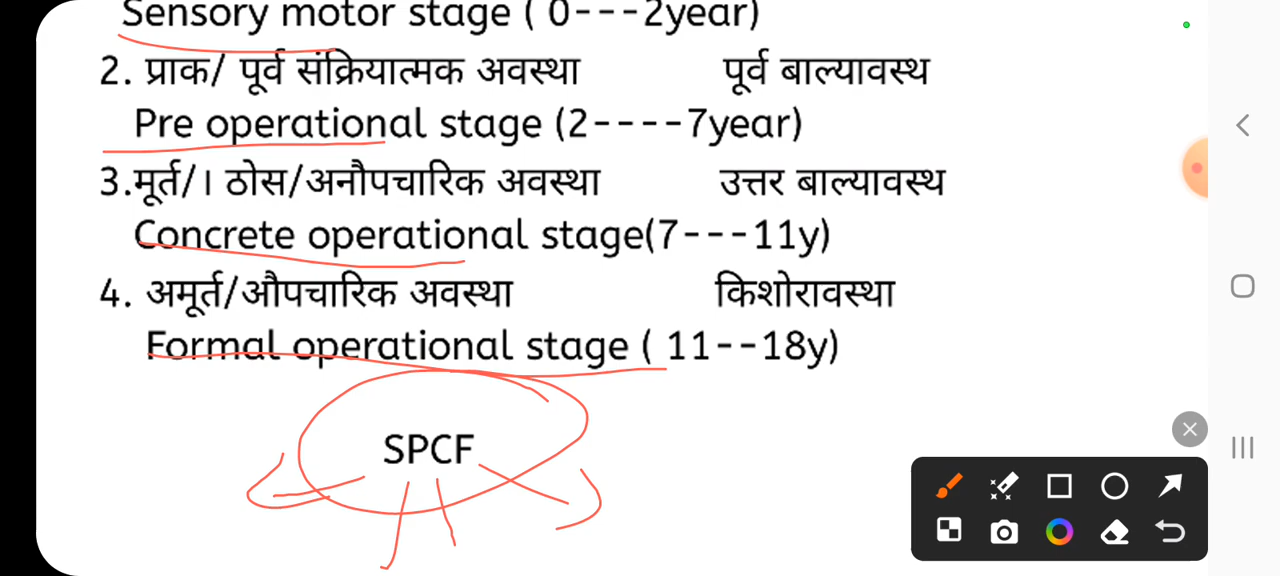 Sensory motor stage ( 0---2year)
2. प्राक/ पूर्व संक्रियात्मक अवस्था पूर्व बाल्यावस्थ
Pre operational stage (2----7year)
3.मूर्त/। ठोस/अनौपचारिक अवस्था उत्तर बाल्यावस्थ
Concrete operational stage(7---11y)
4. अमूर्त/औपचारिक अवस्था किशोरावस्था
Formal operational stage ( 11--18y)
SPCF